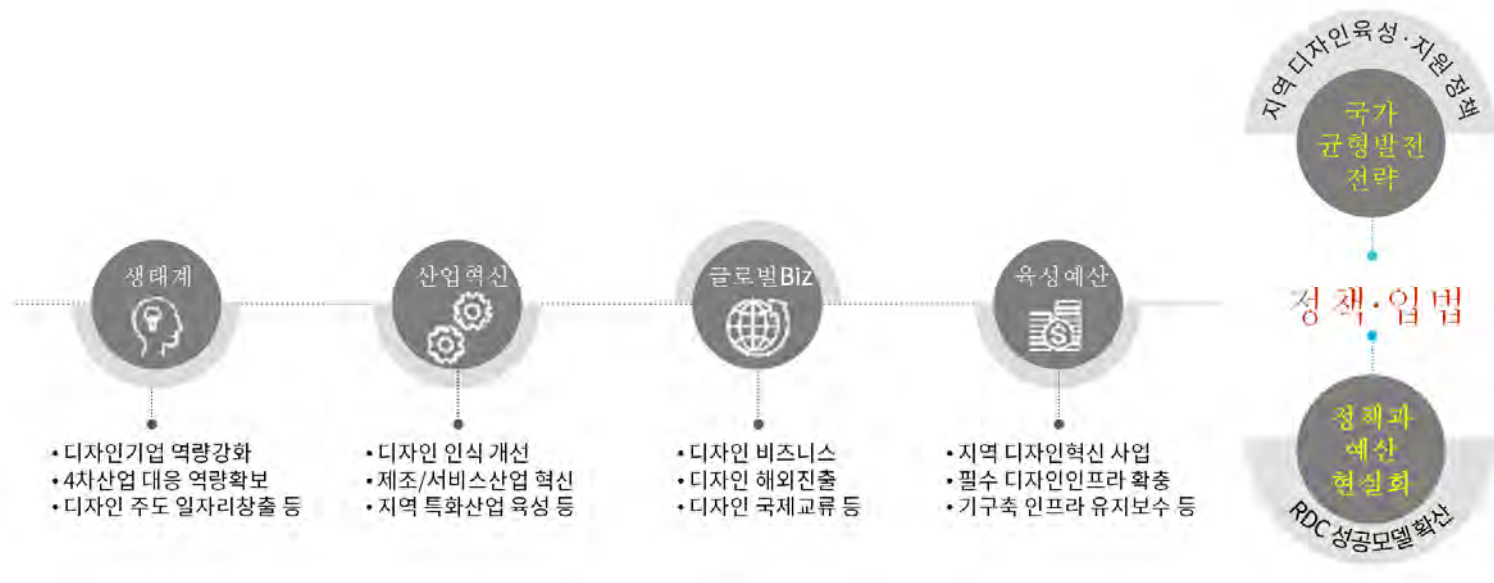 생태계
• 디자인기업 역량강화
• 4차산업 대응 역량확보
• 디자인 주도 일자리창출 등
산업혁신
• 디자인 인식 개선
• 제조/서비스산업 혁신
• 지역 특화산업 육성 등
글로벌Biz
• 디자인 비즈니스
• 디자인 해외진출
• 디자인 국제교류 등
육성예산
• 지역 디자인혁신 사업
• 필수 디자인인프라 확충
• 기구축 인프라 유지보수 등
지역 디자인육성·지원 정책
국가
균형발전
전략
정책·입법
정책과
예산
현실화
RDC 성공모델 확산